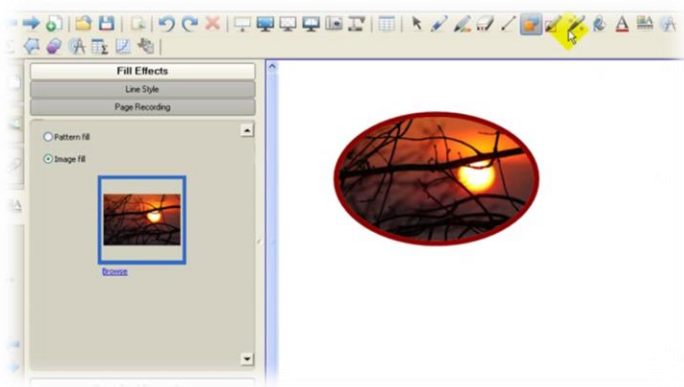 Fill Effects
Line Style
Page Recording
Pattern fill
Image fill
Browse